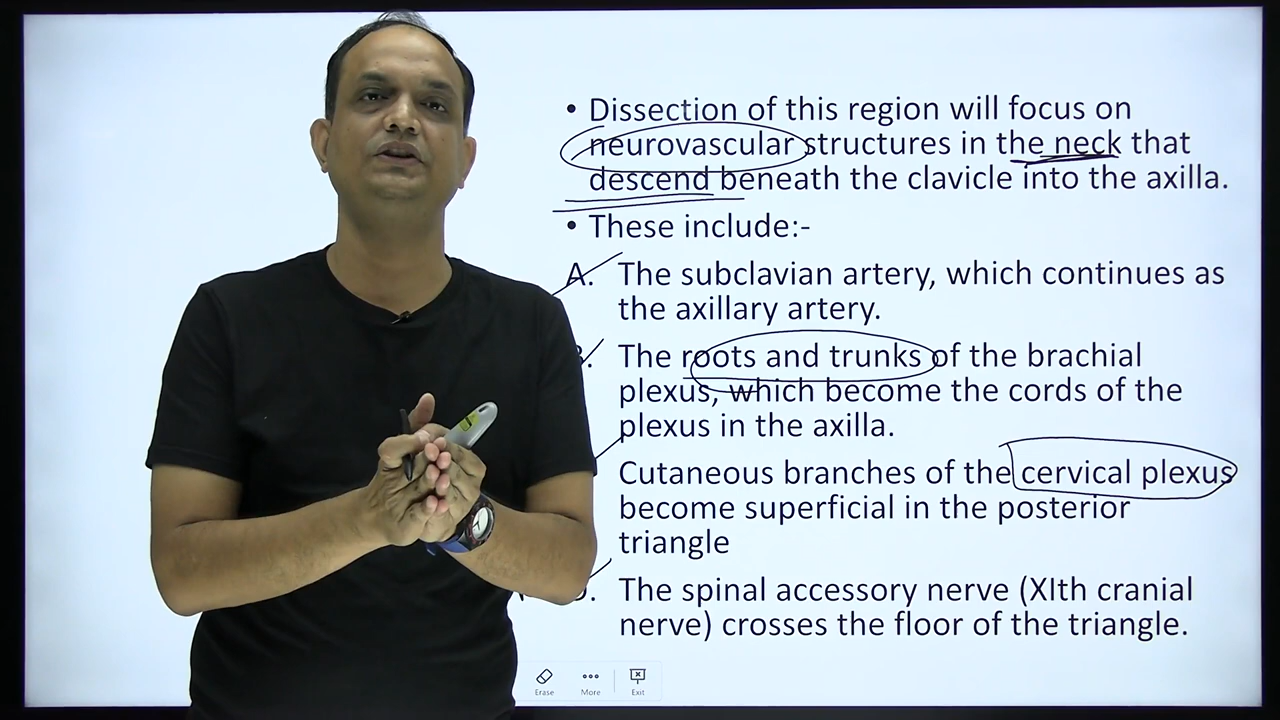 • Dissection of this region will focus on
neurovascular structures in the neck that
descend beneath the clavicle into the axilla.
• These include:-
A. The subclavian artery, which continues as
the axillary artery.
B. The roots and trunks of the brachial
plexus, which become the cords of the
plexus in the axilla.
Cutaneous branches of the cervical plexus
become superficial in the posterior
triangle
D. The spinal accessory nerve (XIth cranial
nerve) crosses the floor of the triangle.
Erase More Exit